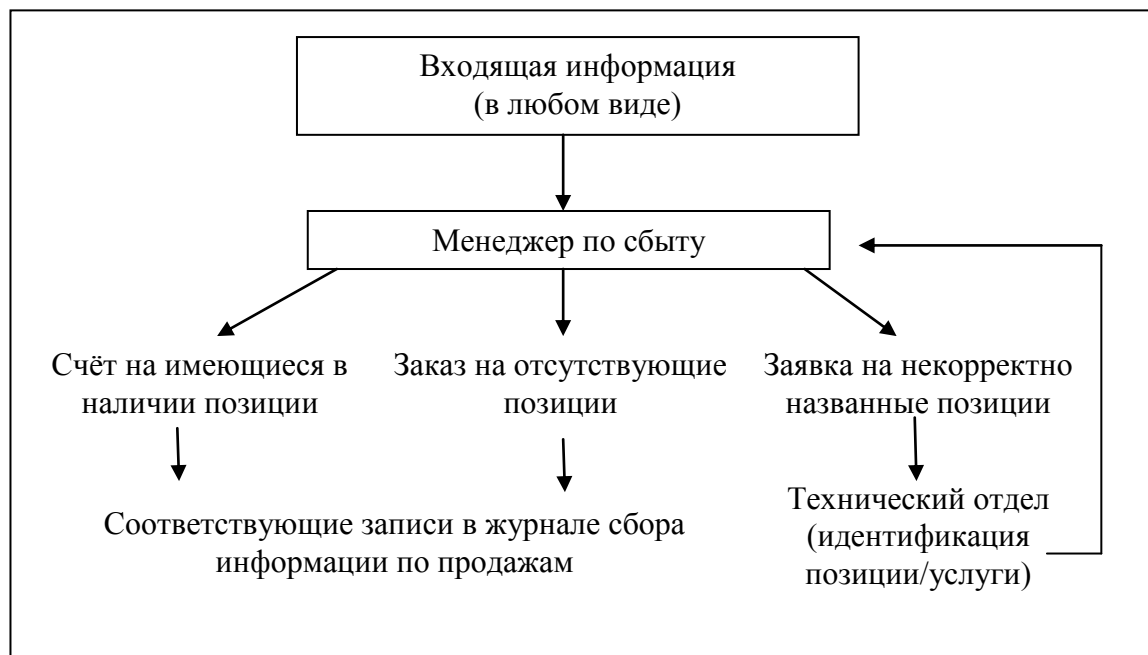 Входящая информация
(в любом виде)
Менеджер по сбыту
Счёт на имеющиеся в
наличии позиции
Заказ на отсутствующие
позиции
Заявка на некорректно
названные позиции
Соответствующие записи в журнале сбора
информации по продажам
Технический отдел
(идентификация
позиции/услуги)